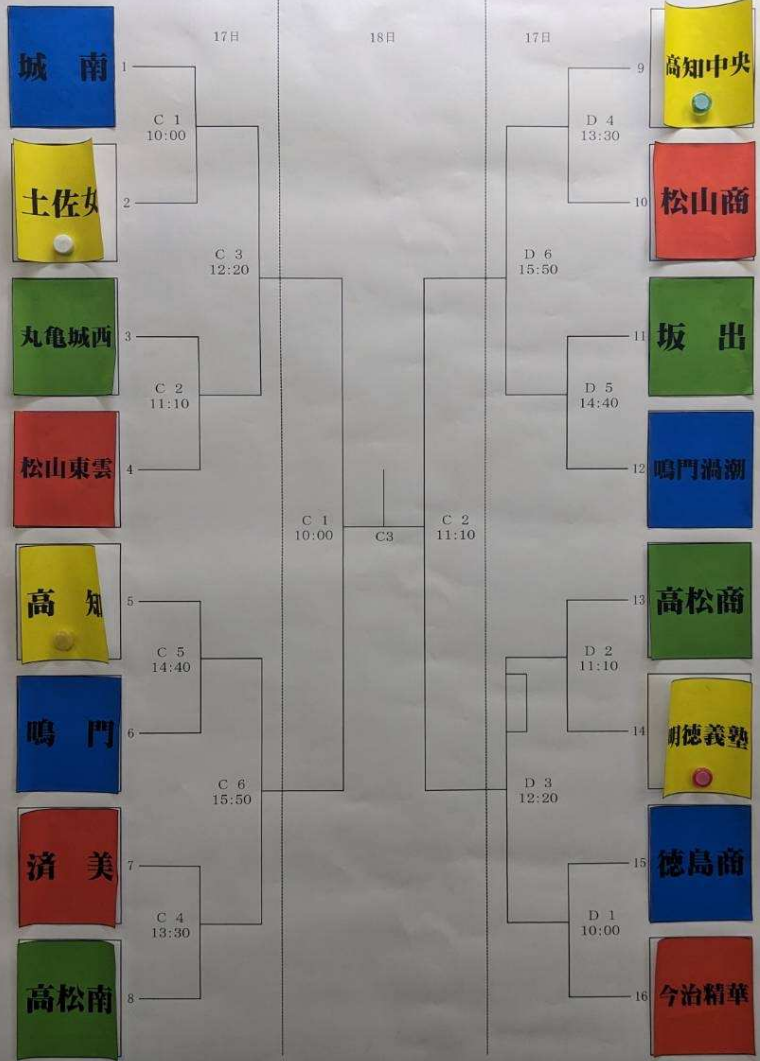 17日
18日
17日
城 南
1
土佐女
2
丸亀城西
3
松山東雲
4
高 知
5
鳴 門
6
済 美
7
高松南
8
C 1
10:00
C 3
12:20
C 2
11:10
C 5
14:40
C 6
15:50
C 4
13:30
C 1
10:00
C3
C 2
11:10
D 4
13:30
D 6
15:50
D 5
14:40
D 2
11:10
D 3
12:20
D 1
10:00
9
高知中央
10
松山商
11
坂 出
12
鳴門渦潮
13
高松商
14
明徳義塾
15
徳島商
16
今治精華